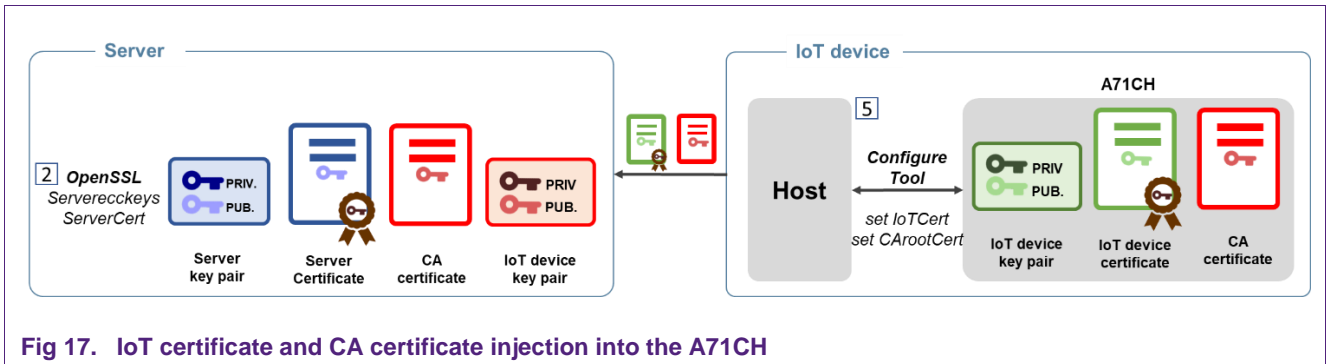 Server
IoT device
A71CH
5
2
OpenSSL
Serverecckeys
ServerCert
PRIV.
PUB.
PRIV
PUB.
Host
Configure
Tool
set IoTCert
set CArootCert
PRIV
PUB.
Server
key pair
Server
Certificate
CA
certificate
IoT device
key pair
IoT device
key pair
IoT device
certificate
CA
certificate
Fig 17. IoT certificate and CA certificate injection into the A71CH